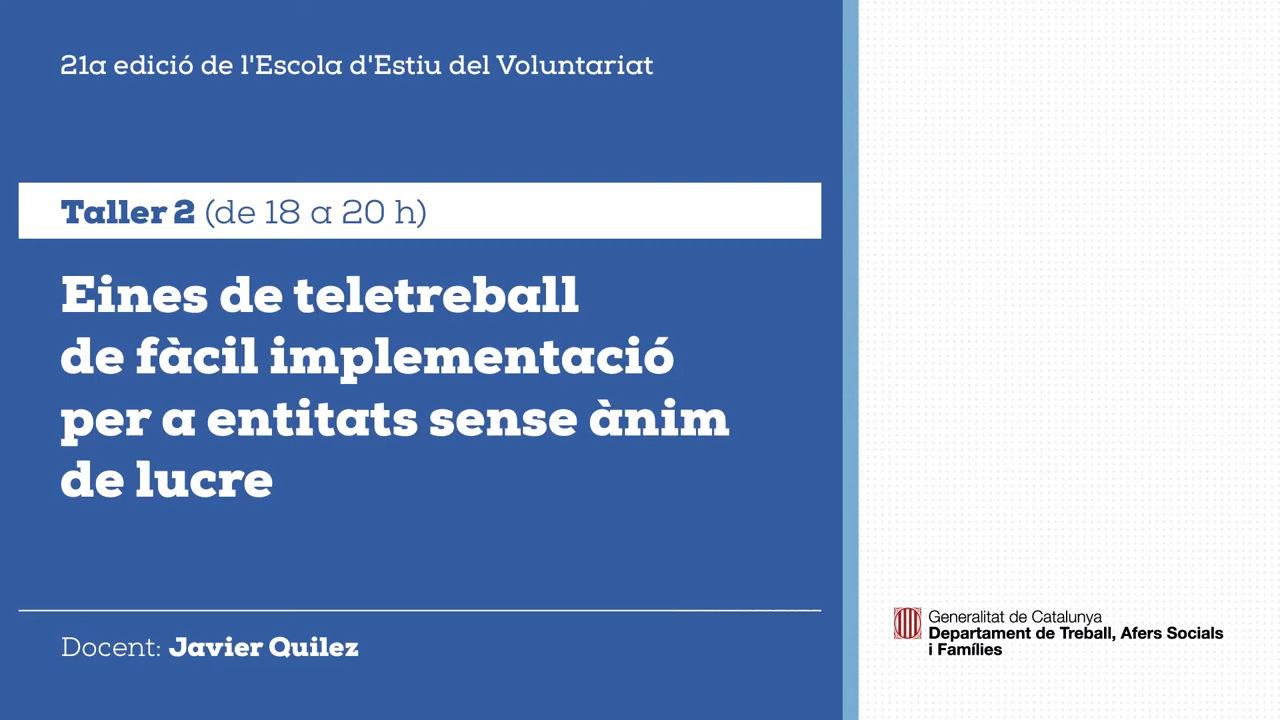 21a edició de l'Escola d'Estiu del Voluntariat
Taller 2 (de 18 a 20 h)
Eines de teletreball
de fàcil implementació
per a entitats sense ànim
de lucre
Docent: Javier Quilez
Generalitat de Catalunya
Departament de Treball, Afers Socials
i Famílies